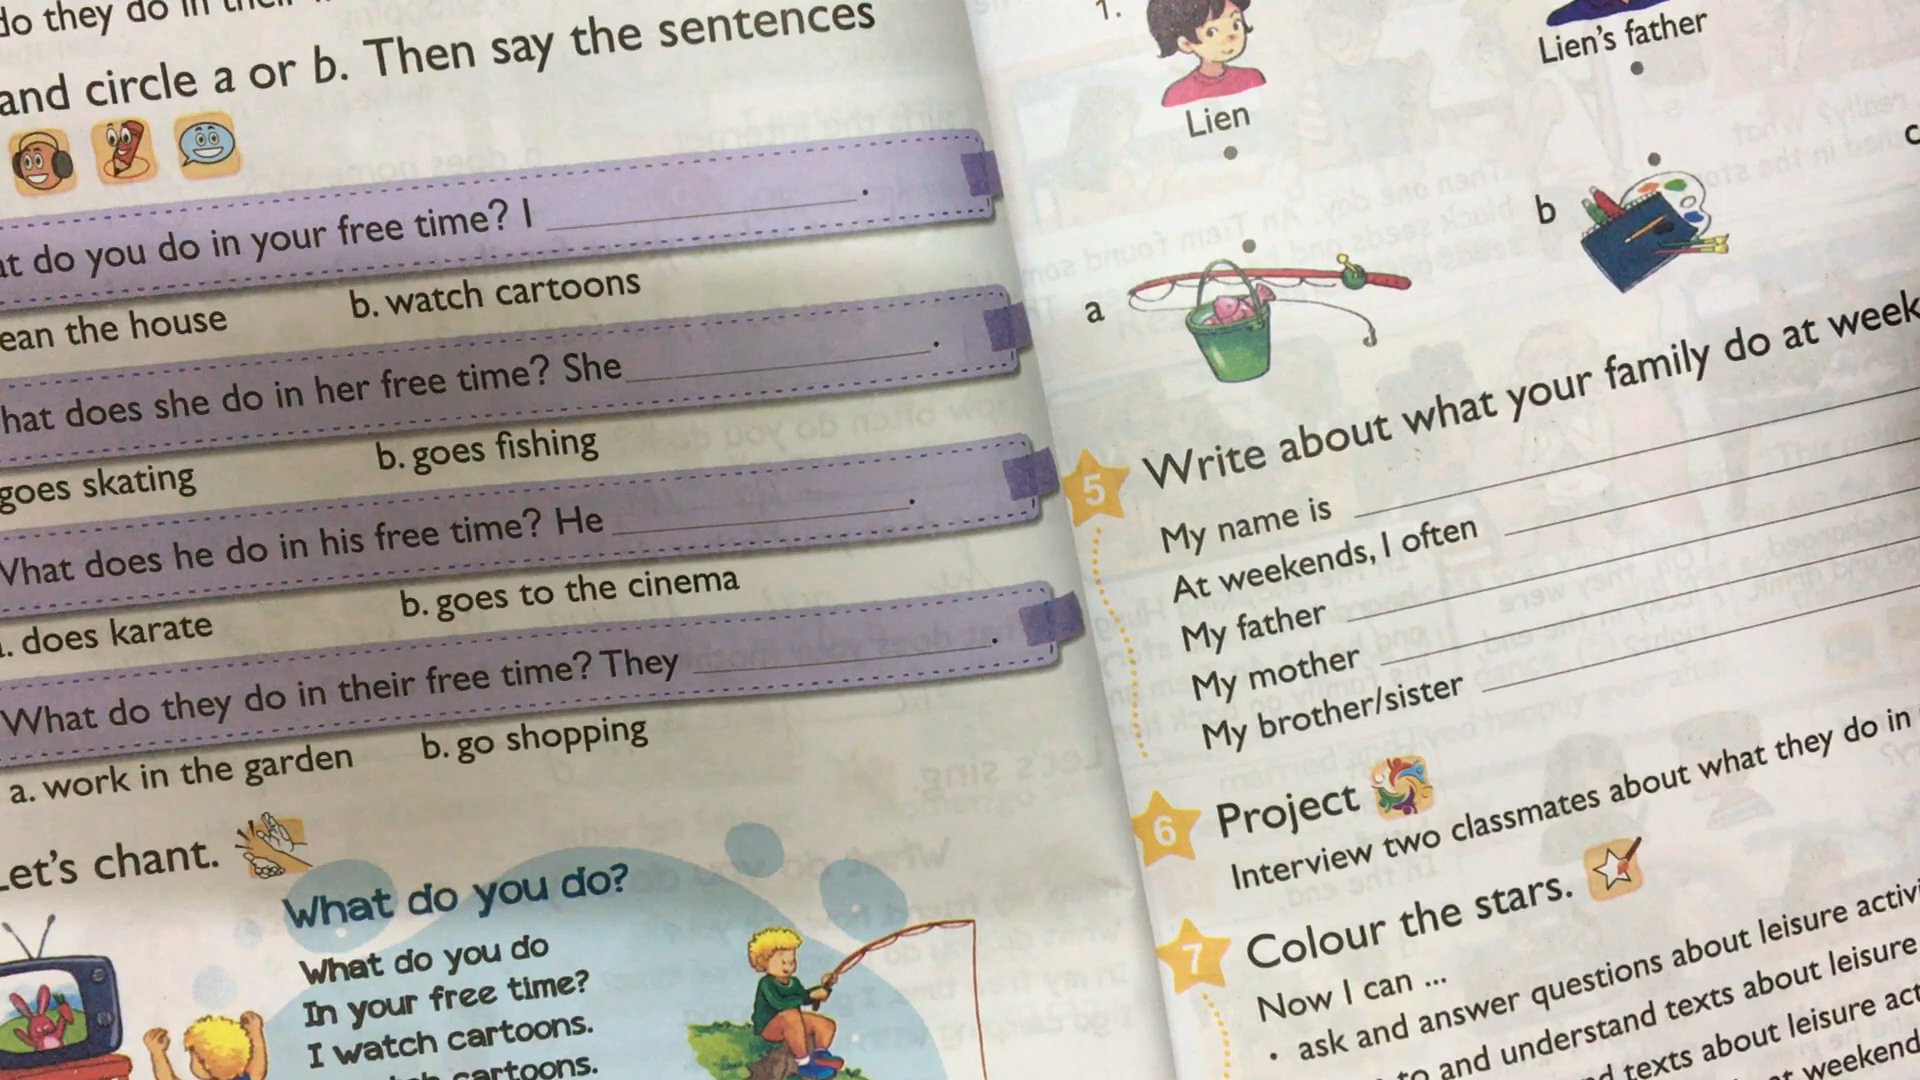 do they do in their
and circle a or b. Then say the sentences
at do you do in your free time? I ______.
ean the house b. watch cartoons
hat does she do in her free time? She ______.
goes skating b. goes fishing
What does he do in his free time? He ______.
. does karate b. goes to the cinema
What do they do in their free time? They ______.
a. work in the garden b. go shopping
Let's chant.
What do you do?
What do you do
In your free time?
I watch cartoons.
cartoons.
1.
Lien
Lien's father
a
b
c
5 Write about what your family do at week
My name is
At weekends, I often
My father
My mother
My brother/sister
6 Project
Interview two classmates about what they do in
7 Colour the stars.
Now I can ...
• ask and answer questions about leisure activi
to and understand texts about leisure
texts about leisure act
at weekend